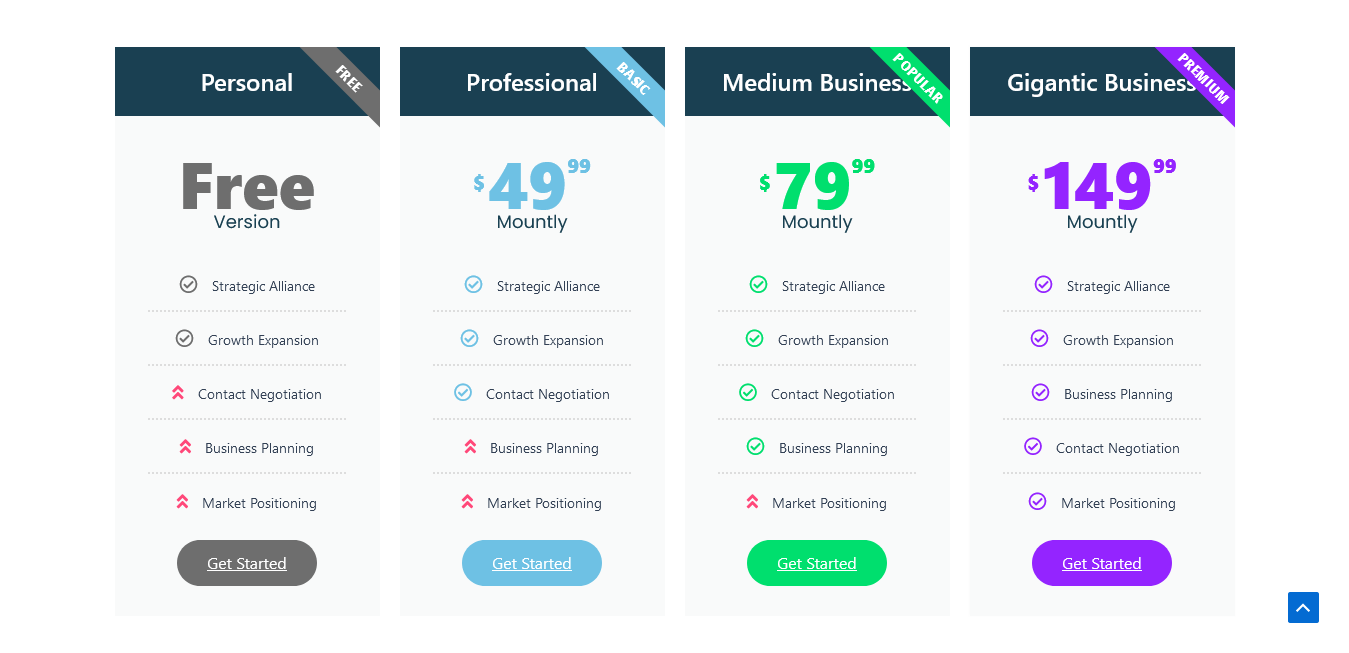 Personal
FREE
Free
Version
Strategic Alliance
Growth Expansion
Contact Negotiation
Business Planning
Market Positioning
Get Started
Professional
BASIC
$49 99
Mountly
Strategic Alliance
Growth Expansion
Contact Negotiation
Business Planning
Market Positioning
Get Started
Medium Business
POPULAR
$79 99
Mountly
Strategic Alliance
Growth Expansion
Contact Negotiation
Business Planning
Market Positioning
Get Started
Gigantic Business
PREMIUM
$149 99
Mountly
Strategic Alliance
Growth Expansion
Business Planning
Contact Negotiation
Market Positioning
Get Started